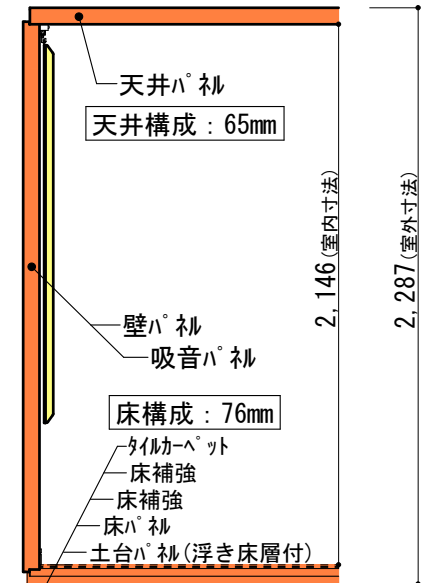 天井ﾊﾟﾈﾙ
天井構成：65mm
2,146(室内寸法)
2,287(室外寸法)
壁ﾊﾟﾈﾙ
吸音ﾊﾟﾈﾙ
床構成：76mm
ﾀｲﾙｶｰﾍﾟｯﾄ
床補強
床補強
床ﾊﾟﾈﾙ
土台ﾊﾟﾈﾙ(浮き床層付)